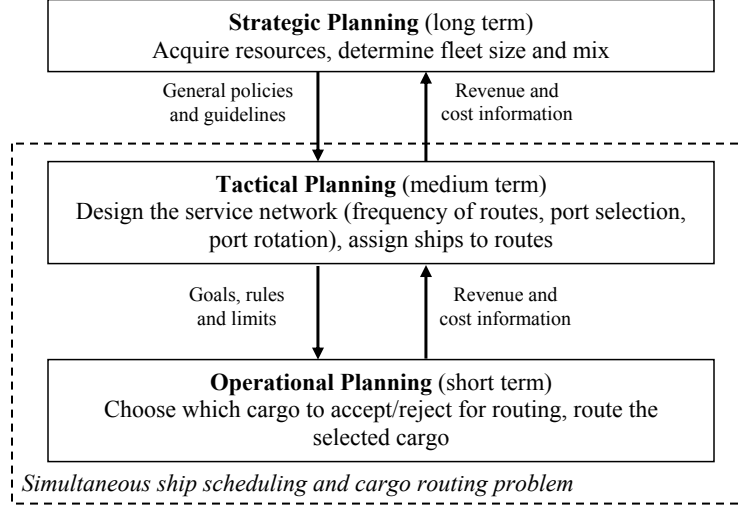 Strategic Planning (long term)
Acquire resources, determine fleet size and mix
General policies
and guidelines
Revenue and
cost information
Tactical Planning (medium term)
Design the service network (frequency of routes, port selection,
port rotation), assign ships to routes
Goals, rules
and limits
Revenue and
cost information
Operational Planning (short term)
Choose which cargo to accept/reject for routing, route the
selected cargo
Simultaneous ship scheduling and cargo routing problem